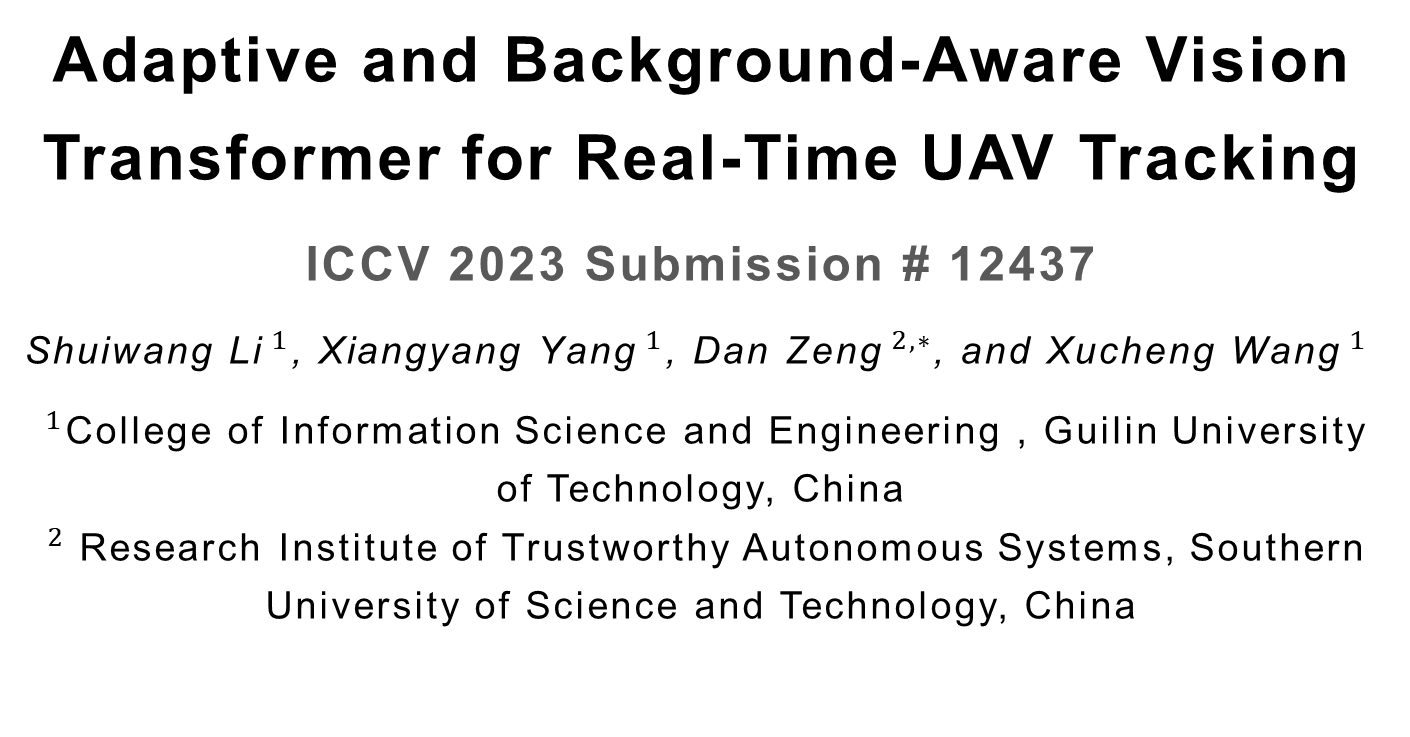 Adaptive and Background-Aware Vision
Transformer for Real-Time UAV Tracking
ICCV 2023 Submission # 12437
Shuiwang Li ¹, Xiangyang Yang ¹, Dan Zeng ²,*, and Xucheng Wang ¹
¹College of Information Science and Engineering , Guilin University
of Technology, China
² Research Institute of Trustworthy Autonomous Systems, Southern
University of Science and Technology, China